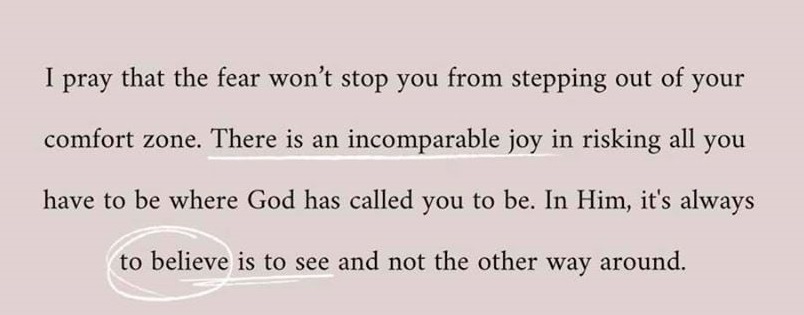 I pray that the fear won’t stop you from stepping out of your
comfort zone. There is an incomparable joy in risking all you
have to be where God has called you to be. In Him, it's always
to believe is to see and not the other way around.